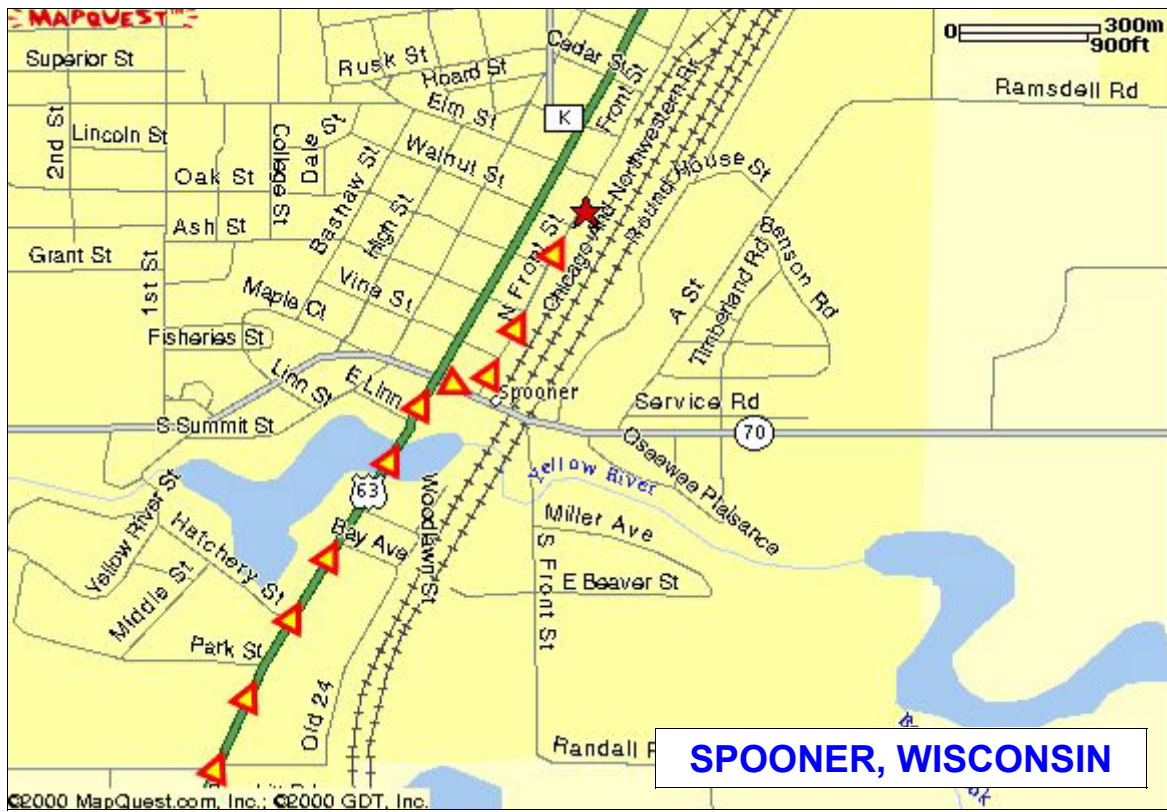 MAPQUEST
0 300m
900ft
Superior St
Rusk St
Hoard St
Cedar St
Elm St
Front St
Ramsdell Rd
K
2nd St
Lincoln St
College St
Dale St
Walnut St
Round House St
Oak St
Bashaw St
Chicago And Northwestern Rr
Ash St
High St
N Front St
Benson Rd
Grant St
1st St
Vine St
A St
Timberland Rd
Maple Ct
Fisheries St
Linn St
E Linn
Spooner
Service Rd
S Summit St
70
63
Yellow River
Yellow River St
Hatchery St
Bay Ave
Woodlawn St
Miller Ave
Middle St
S Front St
E Beaver St
Park St
Old 24
Randall
SPOONER, WISCONSIN
©2000 MapQuest.com, Inc.; ©2000 GDT, Inc.